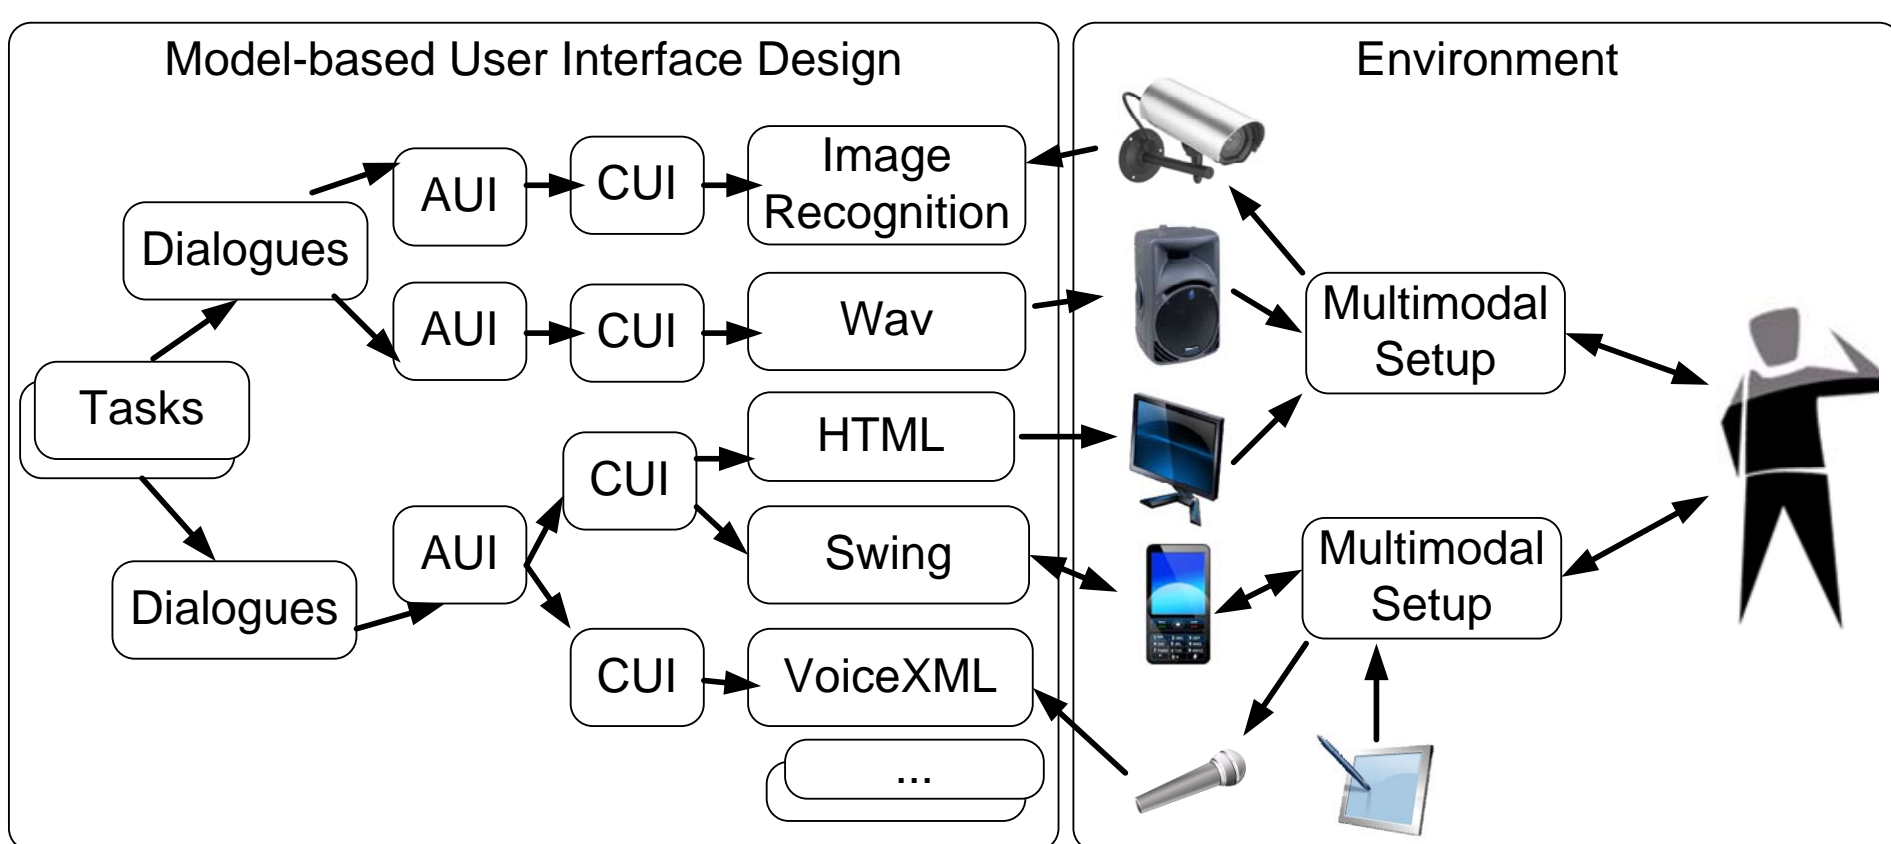 Model-based User Interface Design
Environment
Image
Recognition
AUI
CUI
Dialogues
Wav
AUI
CUI
Multimodal
Setup
Tasks
HTML
CUI
AUI
Swing
Multimodal
Setup
Dialogues
CUI
VoiceXML
...